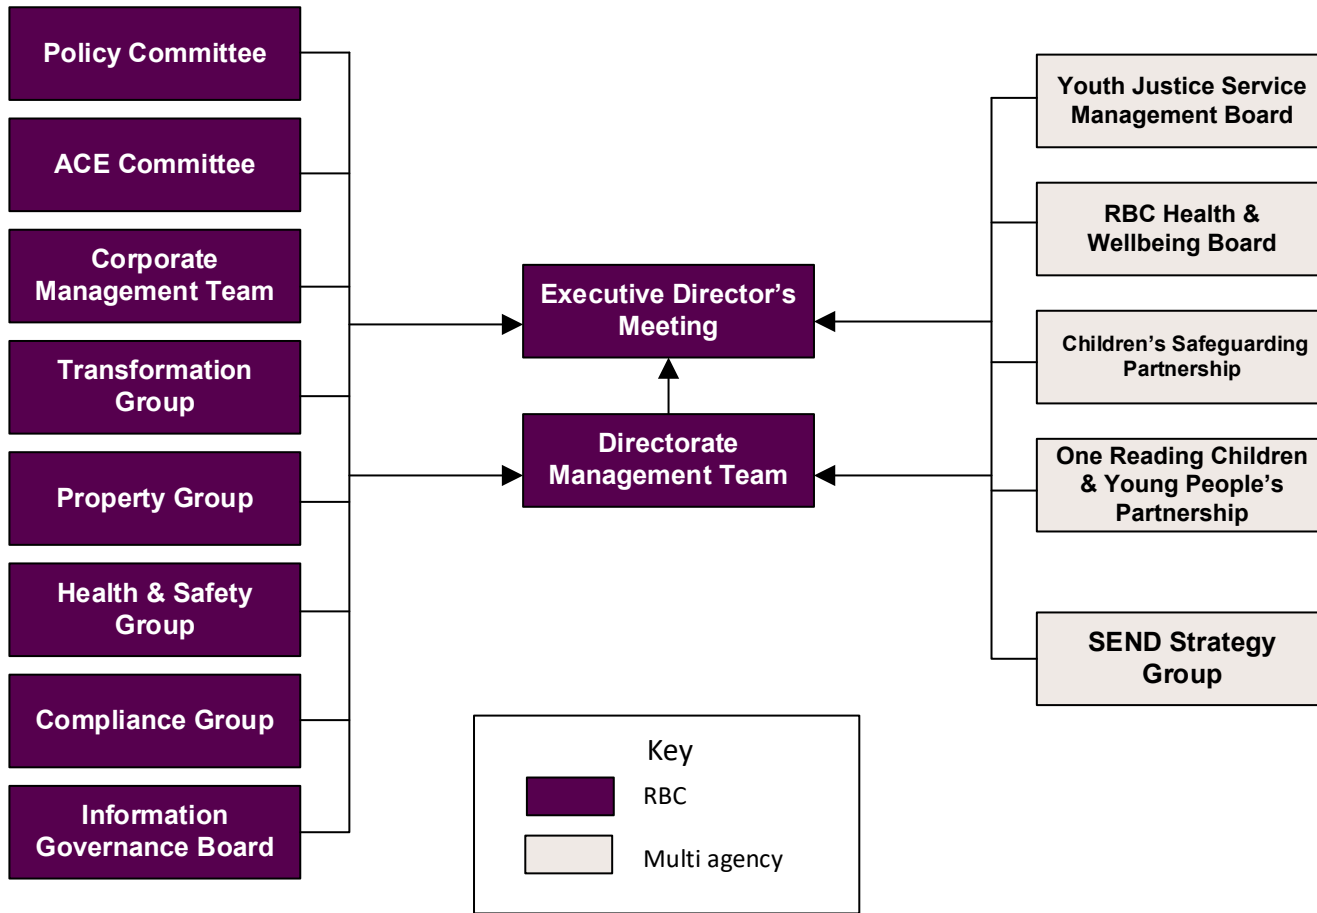 Policy Committee
ACE Committee
Corporate
Management Team
Transformation
Group
Property Group
Health & Safety
Group
Compliance Group
Information
Governance Board
Executive Director’s
Meeting
Directorate
Management Team
Youth Justice Service
Management Board
RBC Health &
Wellbeing Board
Children’s Safeguarding
Partnership
One Reading Children
& Young People’s
Partnership
SEND Strategy
Group
Key
RBC
Multi agency